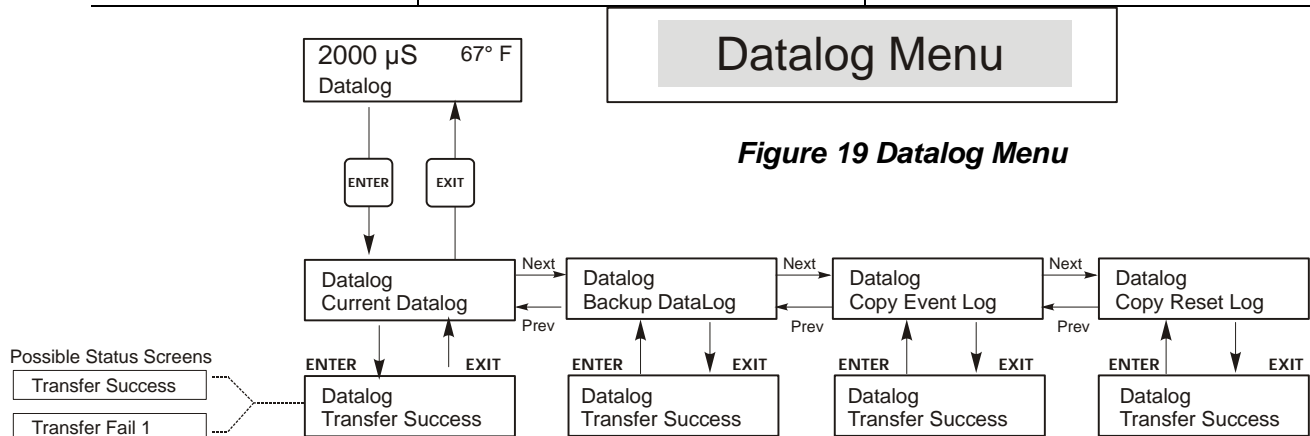 Datalog Menu
2000 µS 67° F
Datalog
Figure 19 Datalog Menu
ENTER EXIT
Datalog
Current Datalog
Next
Prev
Datalog
Backup DataLog
Next
Prev
Datalog
Copy Event Log
Next
Prev
Datalog
Copy Reset Log
Possible Status Screens
Transfer Success
Transfer Fail 1
ENTER EXIT
Datalog
Transfer Success
ENTER EXIT
Datalog
Transfer Success
ENTER EXIT
Datalog
Transfer Success
ENTER EXIT
Datalog
Transfer Success